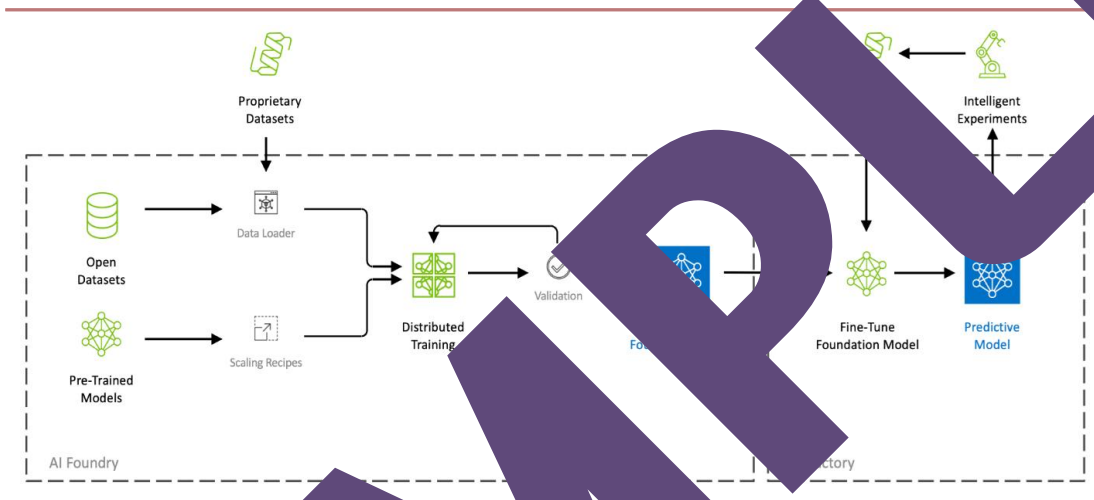 Proprietary
Datasets
Intelligent
Experiments
Data Loader
Open
Datasets
Validation
Distributed
Training
Fine-Tune
Foundation Model
Predictive
Model
Scaling Recipes
Pre-Trained
Models
AI Foundry